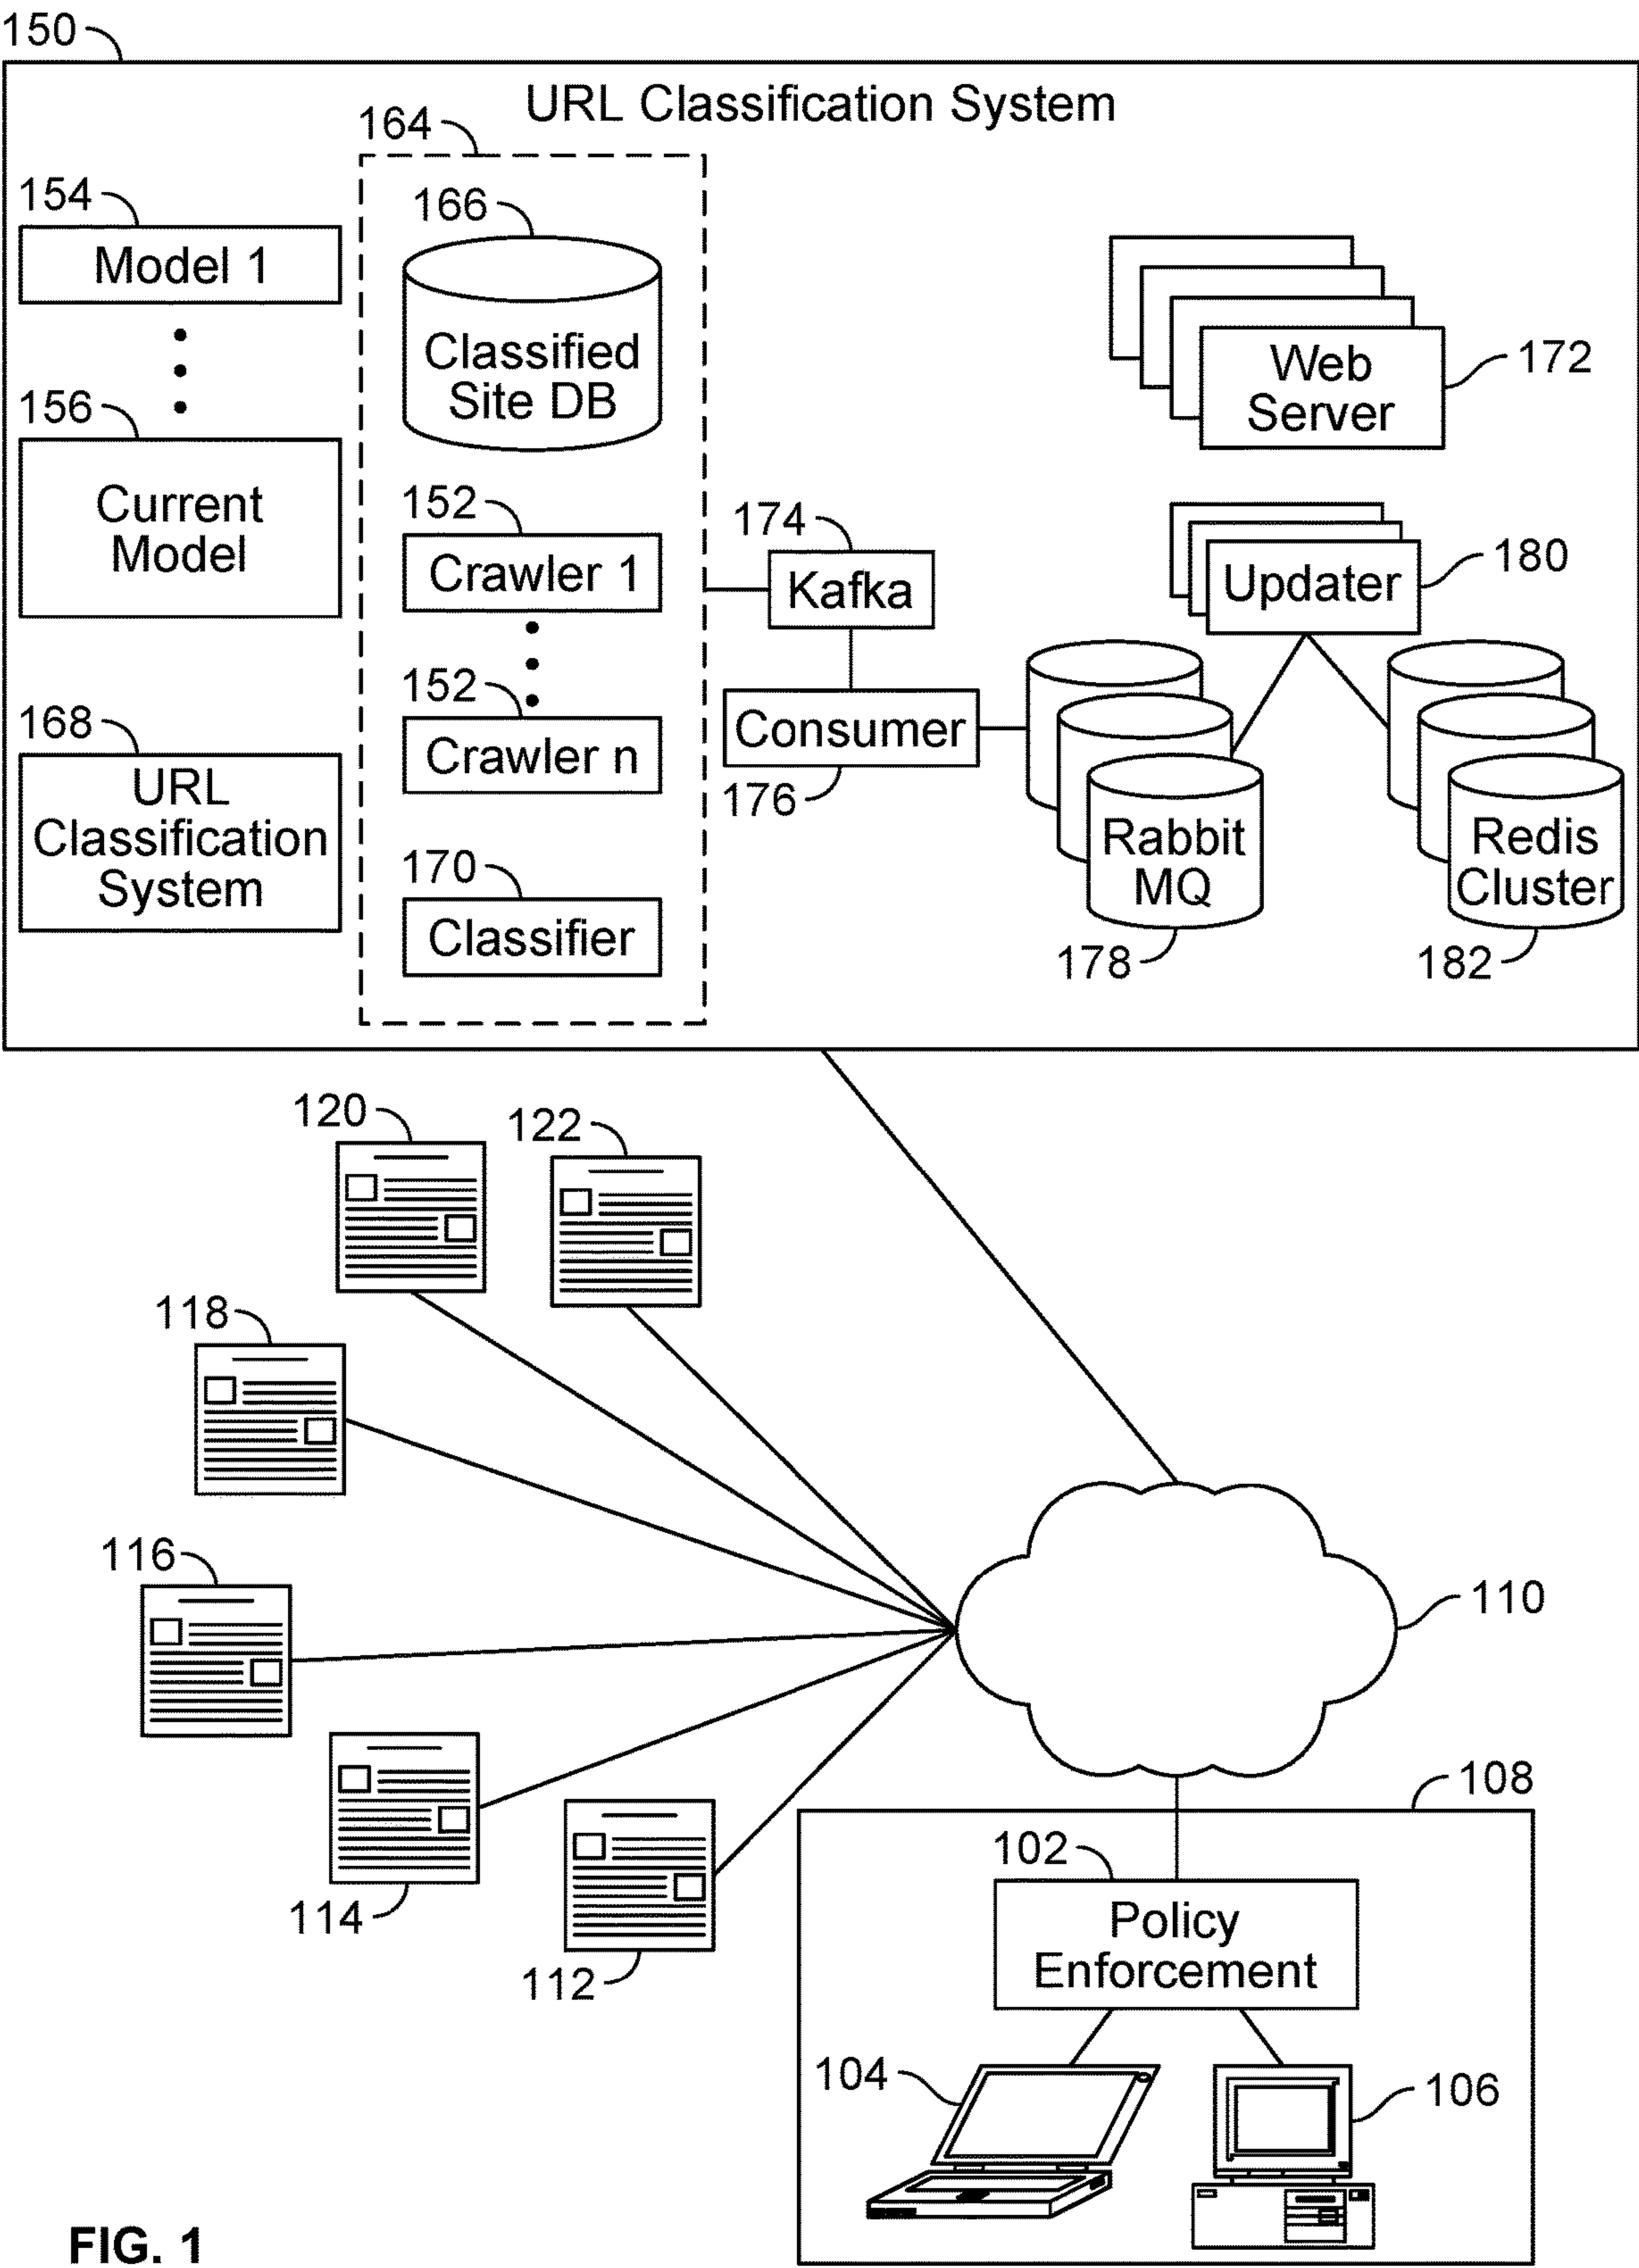 150
URL Classification System
164
154
Model 1
166
Classified
Site DB
156
Current
Model
Web
Server
172
152
Crawler 1
174
Kafka
180
Updater
152
Crawler n
Consumer
176
168
URL
Classification
System
170
Classifier
Rabbit
MQ
178
Redis
Cluster
182
120
122
118
116
110
114
112
108
102
Policy
Enforcement
104
106
FIG. 1